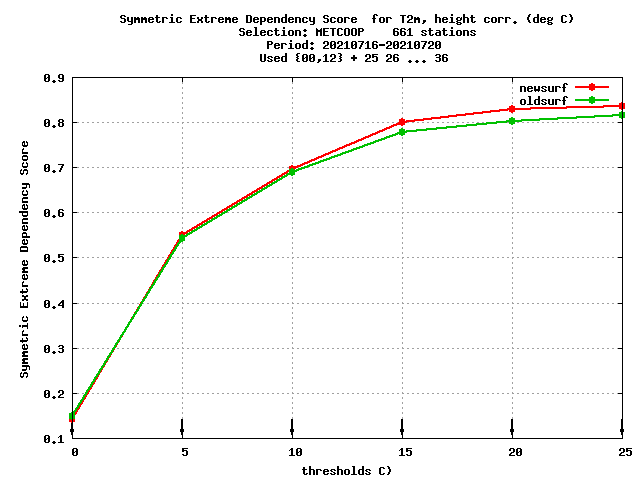 Symmetric Extreme Dependency Score  for T2m, height corr. (deg C)
Selection: METCOOP    661 stations
Period: 20210716-20210720
Used {00,12} + 25 26 ... 36
0.9
newsurf
oldsurf
0.8
0.7
0.6
0.5
0.4
0.3
0.2
0.1
Symmetric Extreme Dependency Score
0 5 10 15 20 25
thresholds C)